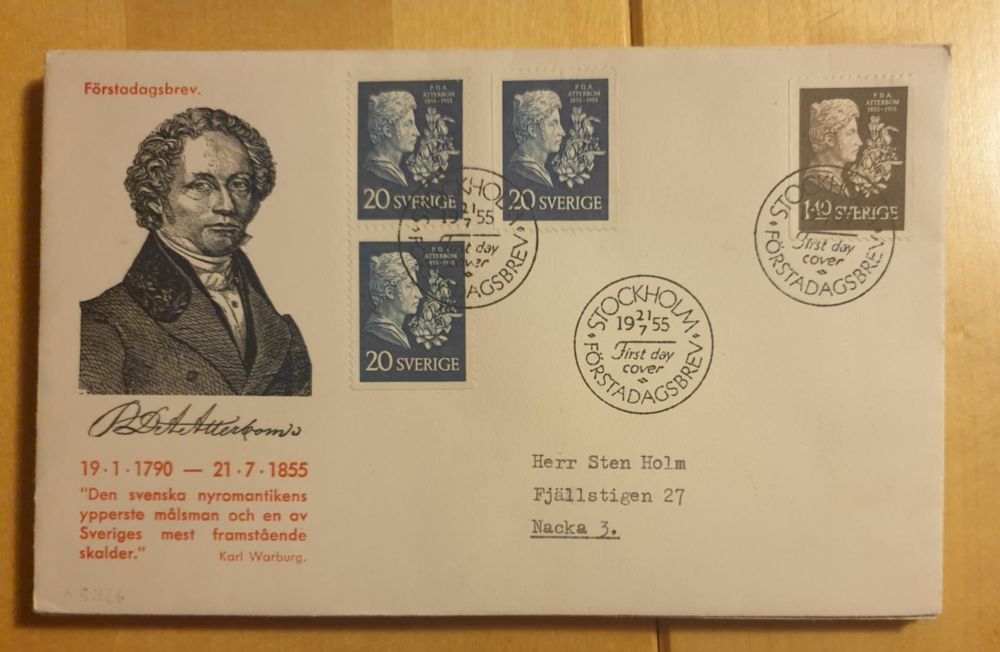 Förstadagsbrev.
P.D.A.
ATTERBOM
1855-1955
20 SVERIGE
P.D.A.
ATTERBOM
1855-1955
20 SVERIGE
P.D.A.
ATTERBOM
1855-1955
1·40 SVERIGE
STOCKHOLM
19 21/7 55
First day
cover
FÖRSTADAGSBREV
STOCKHOLM
First day
cover
FÖRSTADAGSBREV
P.D.A.
ATTERBOM
20 SVERIGE
STOCKHOLM
19 21/7 55
First day
cover
FÖRSTADAGSBREV
P.D.A. Atterbom
19·1·1790 — 21·7·1855
"Den svenska nyromantikens
ypperste målsman och en av
Sveriges mest framstående
skalder."
Karl Warburg.
Herr Sten Holm
Fjällstigen 27
Nacka 3.